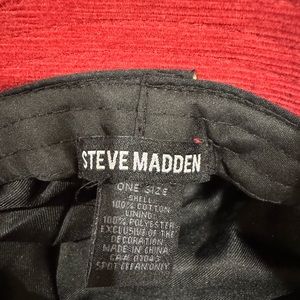 STEVE MADDEN
ONE SIZE
SHELL
100% COTTON
LINING
100% POLYESTER
EXCLUSIVE OF THE
DECORATION
MADE IN CHINA
CA# 01045
SPOT CLEAN ONLY